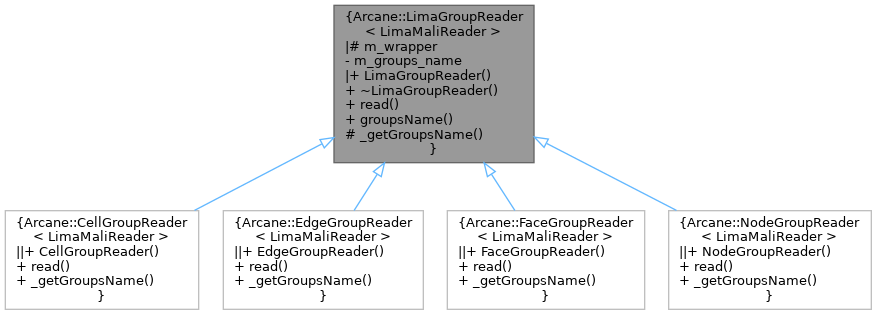 {Arcane::LimaGroupReader
< LimaMaliReader >
|# m_wrapper
- m_groups_name
|+ LimaGroupReader()
+ ~LimaGroupReader()
+ read()
+ groupsName()
# _getGroupsName()
}
{Arcane::CellGroupReader
< LimaMaliReader >
||+ CellGroupReader()
+ read()
+ _getGroupsName()
}
{Arcane::EdgeGroupReader
< LimaMaliReader >
||+ EdgeGroupReader()
+ read()
+ _getGroupsName()
}
{Arcane::FaceGroupReader
< LimaMaliReader >
||+ FaceGroupReader()
+ read()
+ _getGroupsName()
}
{Arcane::NodeGroupReader
< LimaMaliReader >
||+ NodeGroupReader()
+ read()
+ _getGroupsName()
}